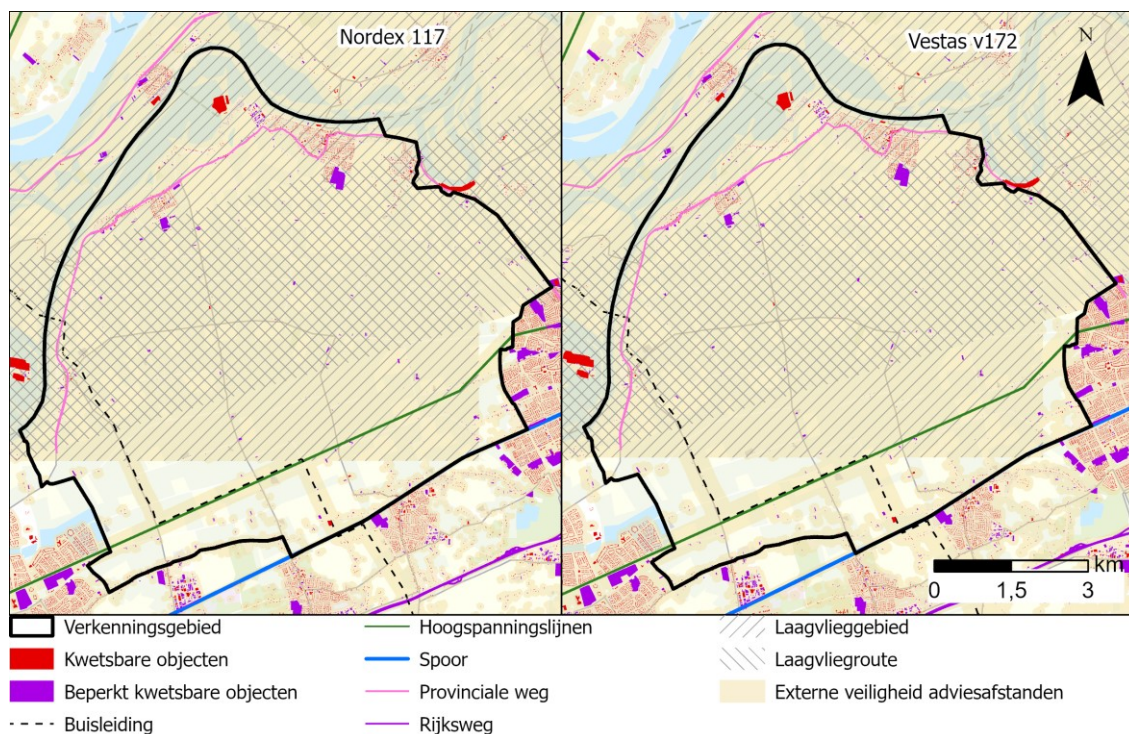 Nordex 117
Vestas v172
N
km
0 1,5 3
Verkenningsgebied
Kwetsbare objecten
Beperkt kwetsbare objecten
Buisleiding
Hoogspanningslijnen
Spoor
Provinciale weg
Rijksweg
Laagvlieggebied
Laagvliegroute
Externe veiligheid adviesafstanden